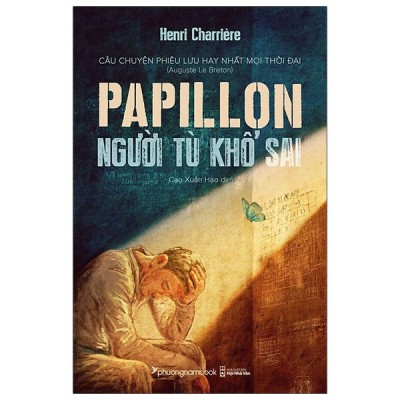 Henri Charrière
CÂU CHUYỆN PHIÊU LƯU HAY NHẤT MỌI THỜI ĐẠI
(Auguste Le Breton)
PAPILLON
NGƯỜI TÙ KHỔ SAI
Cao Xuân Hạo dịch
phuongnambook
NHÀ XUẤT BẢN
Hội Nhà Văn